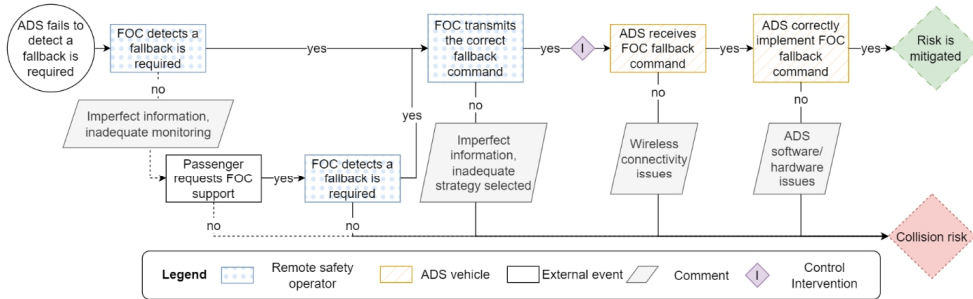 ADS fails to
detect a
fallback is
required
FOC detects a
fallback is
required
yes
FOC transmits
the correct
fallback
command
yes
I
ADS receives
FOC fallback
command
yes
ADS correctly
implement FOC
fallback
command
yes
Risk is
mitigated
no
Imperfect information,
inadequate monitoring
Passenger
requests FOC
support
yes
FOC detects a
fallback is
required
yes
no
Imperfect
information,
inadequate
strategy selected
no
Wireless
connectivity
issues
no
ADS
software/
hardware
issues
no
no
Collision risk
Legend
Remote safety
operator
ADS vehicle
External event
Comment
I
Control
Intervention